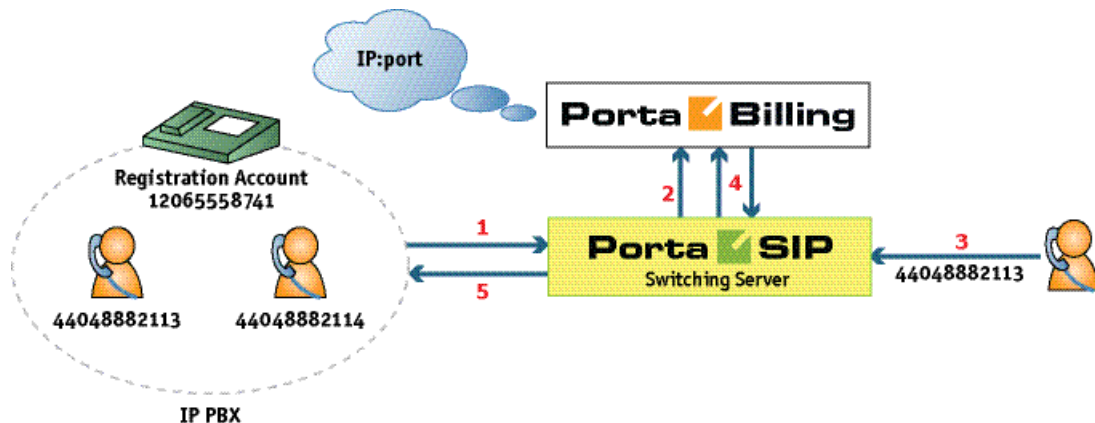 IP:port
Porta Billing
Registration Account
12065558741
2
4
1
Porta SIP
Switching Server
3
44048882113
5
44048882113
44048882114
IP PBX